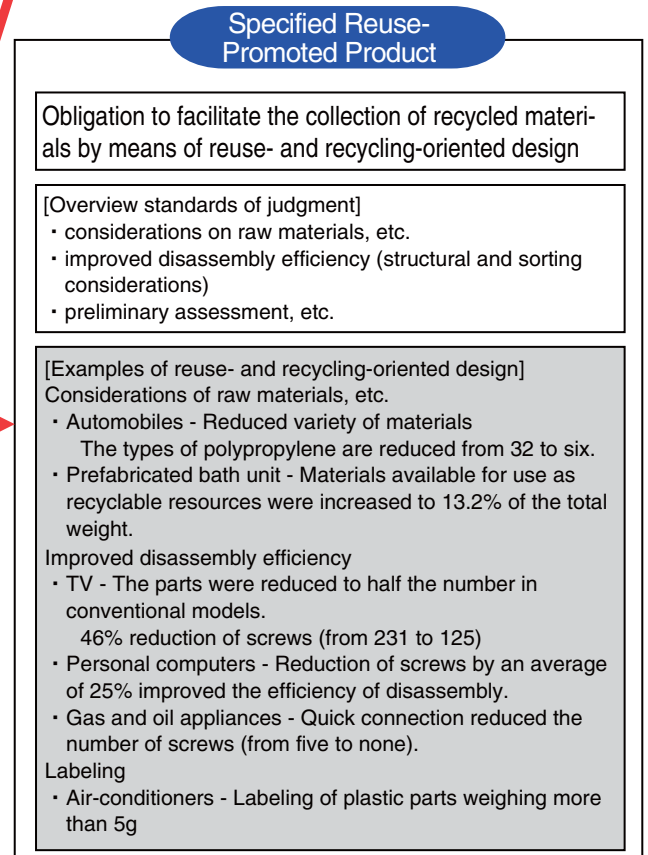 Specified Reuse-
Promoted Product
Obligation to facilitate the collection of recycled materi-
als by means of reuse- and recycling-oriented design
[Overview standards of judgment]
・considerations on raw materials, etc.
・improved disassembly efficiency (structural and sorting
considerations)
・preliminary assessment, etc.
[Examples of reuse- and recycling-oriented design]
Considerations of raw materials, etc.
・Automobiles - Reduced variety of materials
The types of polypropylene are reduced from 32 to six.
・Prefabricated bath unit - Materials available for use as
recyclable resources were increased to 13.2% of the total
weight.
Improved disassembly efficiency
・TV - The parts were reduced to half the number in
conventional models.
46% reduction of screws (from 231 to 125)
・Personal computers - Reduction of screws by an average
of 25% improved the efficiency of disassembly.
・Gas and oil appliances - Quick connection reduced the
number of screws (from five to none).
Labeling
・Air-conditioners - Labeling of plastic parts weighing more
than 5g